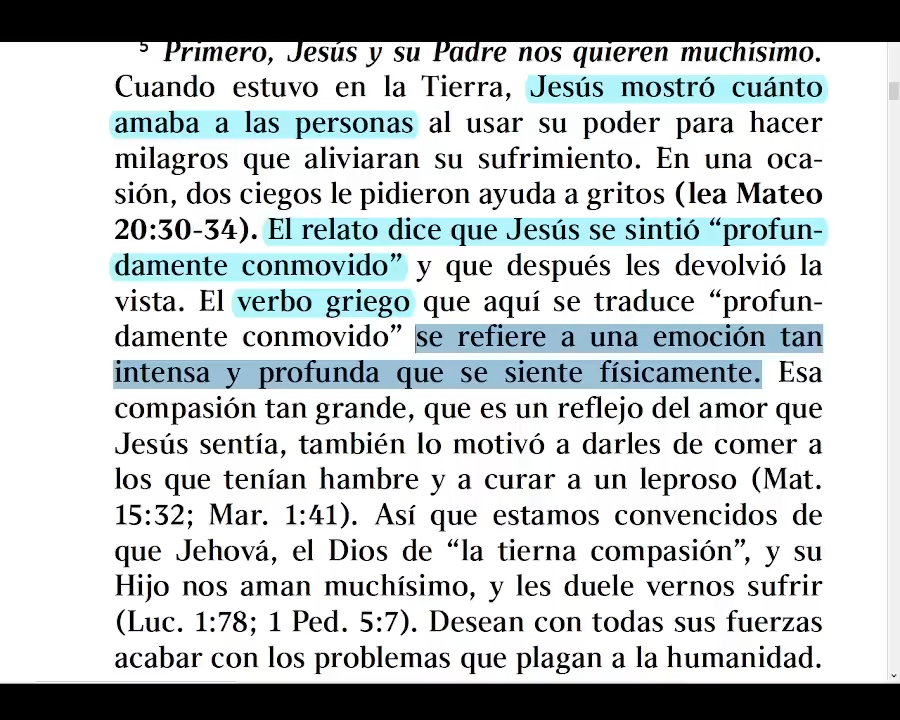 ⁵ Primero, Jesús y su Padre nos quieren muchísimo.
Cuando estuvo en la Tierra, Jesús mostró cuánto
amaba a las personas al usar su poder para hacer
milagros que aliviaran su sufrimiento. En una oca-
sión, dos ciegos le pidieron ayuda a gritos (lea Mateo
20:30-34). El relato dice que Jesús se sintió “profun-
damente conmovido” y que después les devolvió la
vista. El verbo griego que aquí se traduce “profun-
damente conmovido” se refiere a una emoción tan
intensa y profunda que se siente físicamente. Esa
compasión tan grande, que es un reflejo del amor que
Jesús sentía, también lo motivó a darles de comer a
los que tenían hambre y a curar a un leproso (Mat.
15:32; Mar. 1:41). Así que estamos convencidos de
que Jehová, el Dios de “la tierna compasión”, y su
Hijo nos aman muchísimo, y les duele vernos sufrir
(Luc. 1:78; 1 Ped. 5:7). Desean con todas sus fuerzas
acabar con los problemas que plagan a la humanidad.